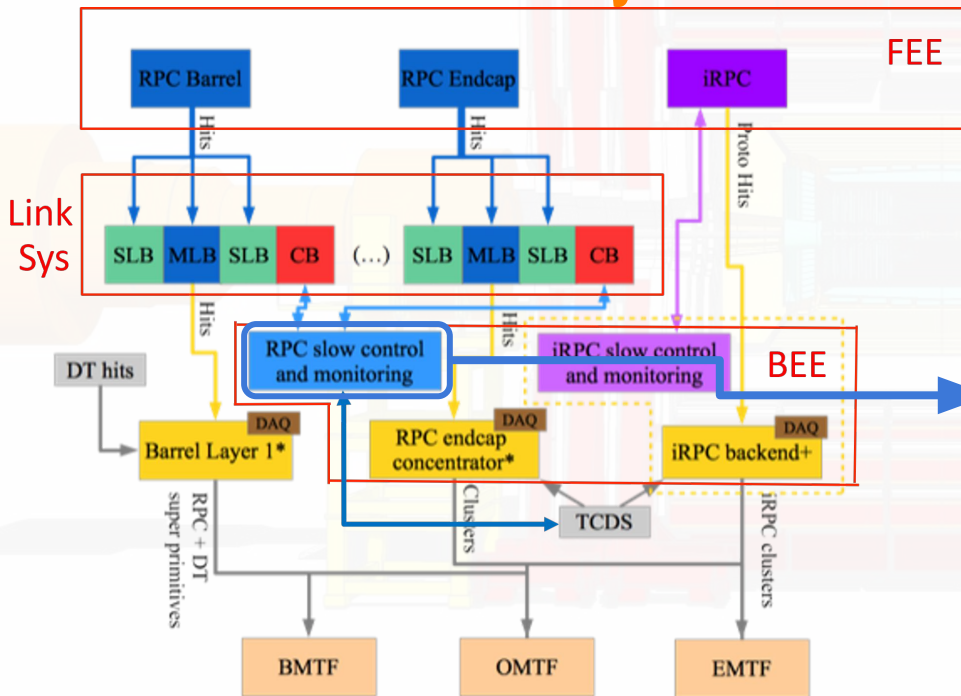 FEE
RPC Barrel
RPC Endcap
iRPC
Hits
Hits
Proto Hits
Link
Sys
SLB
MLB
SLB
CB
(...)
SLB
MLB
SLB
CB
Hits
Hits
RPC slow control
and monitoring
iRPC slow control
and monitoring
BEE
DT hits
DAQ
Barrel Layer 1*
DAQ
RPC endcap
concentrator*
DAQ
iRPC backend+
RPC + DT
super primitives
Clusters
TCDS
iRPC clusters
BMTF
OMTF
EMTF